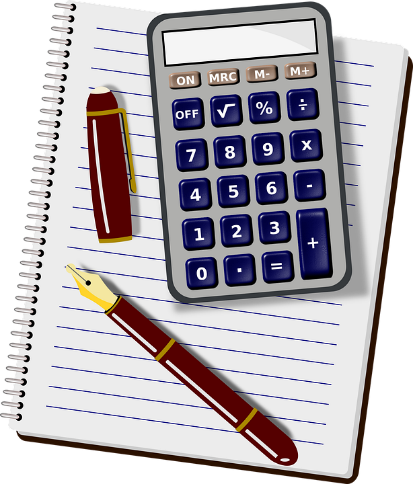 ON MRC M- M+
OFF √ % ÷
7 8 9 x
4 5 6 -
1 2 3 +
0 . =